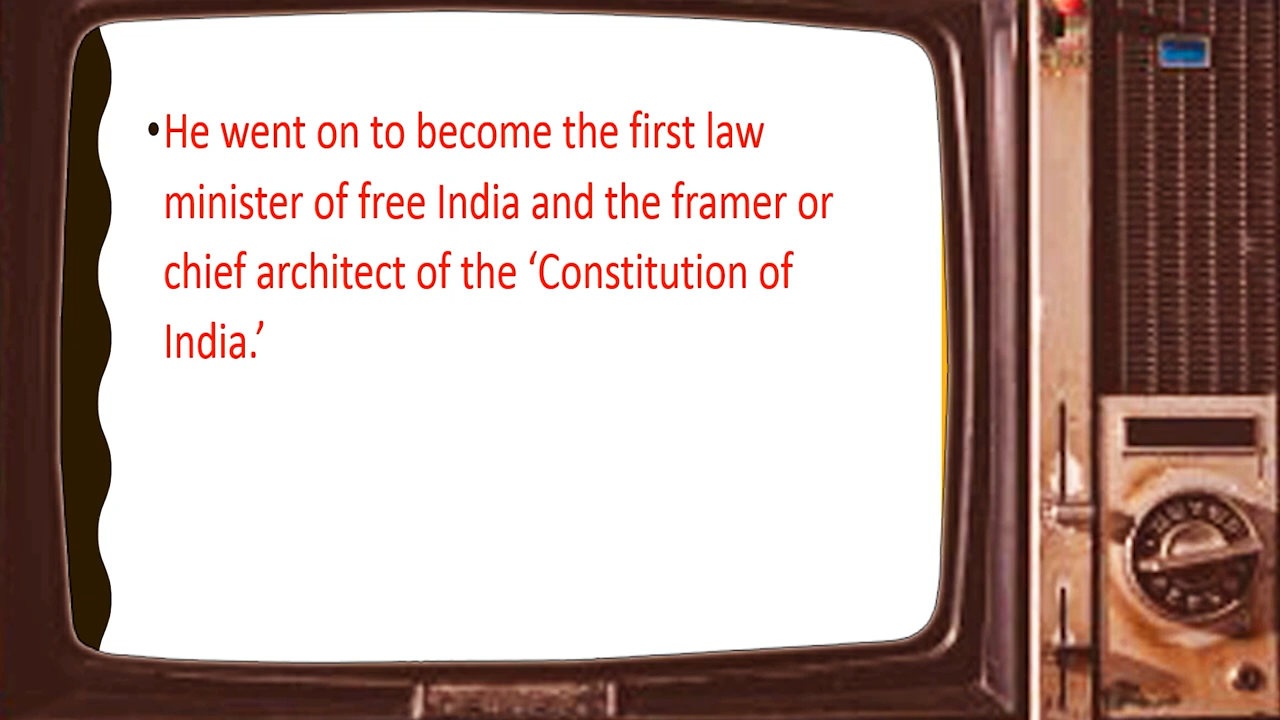 •He went on to become the first law
minister of free India and the framer or
chief architect of the ‘Constitution of
India.’